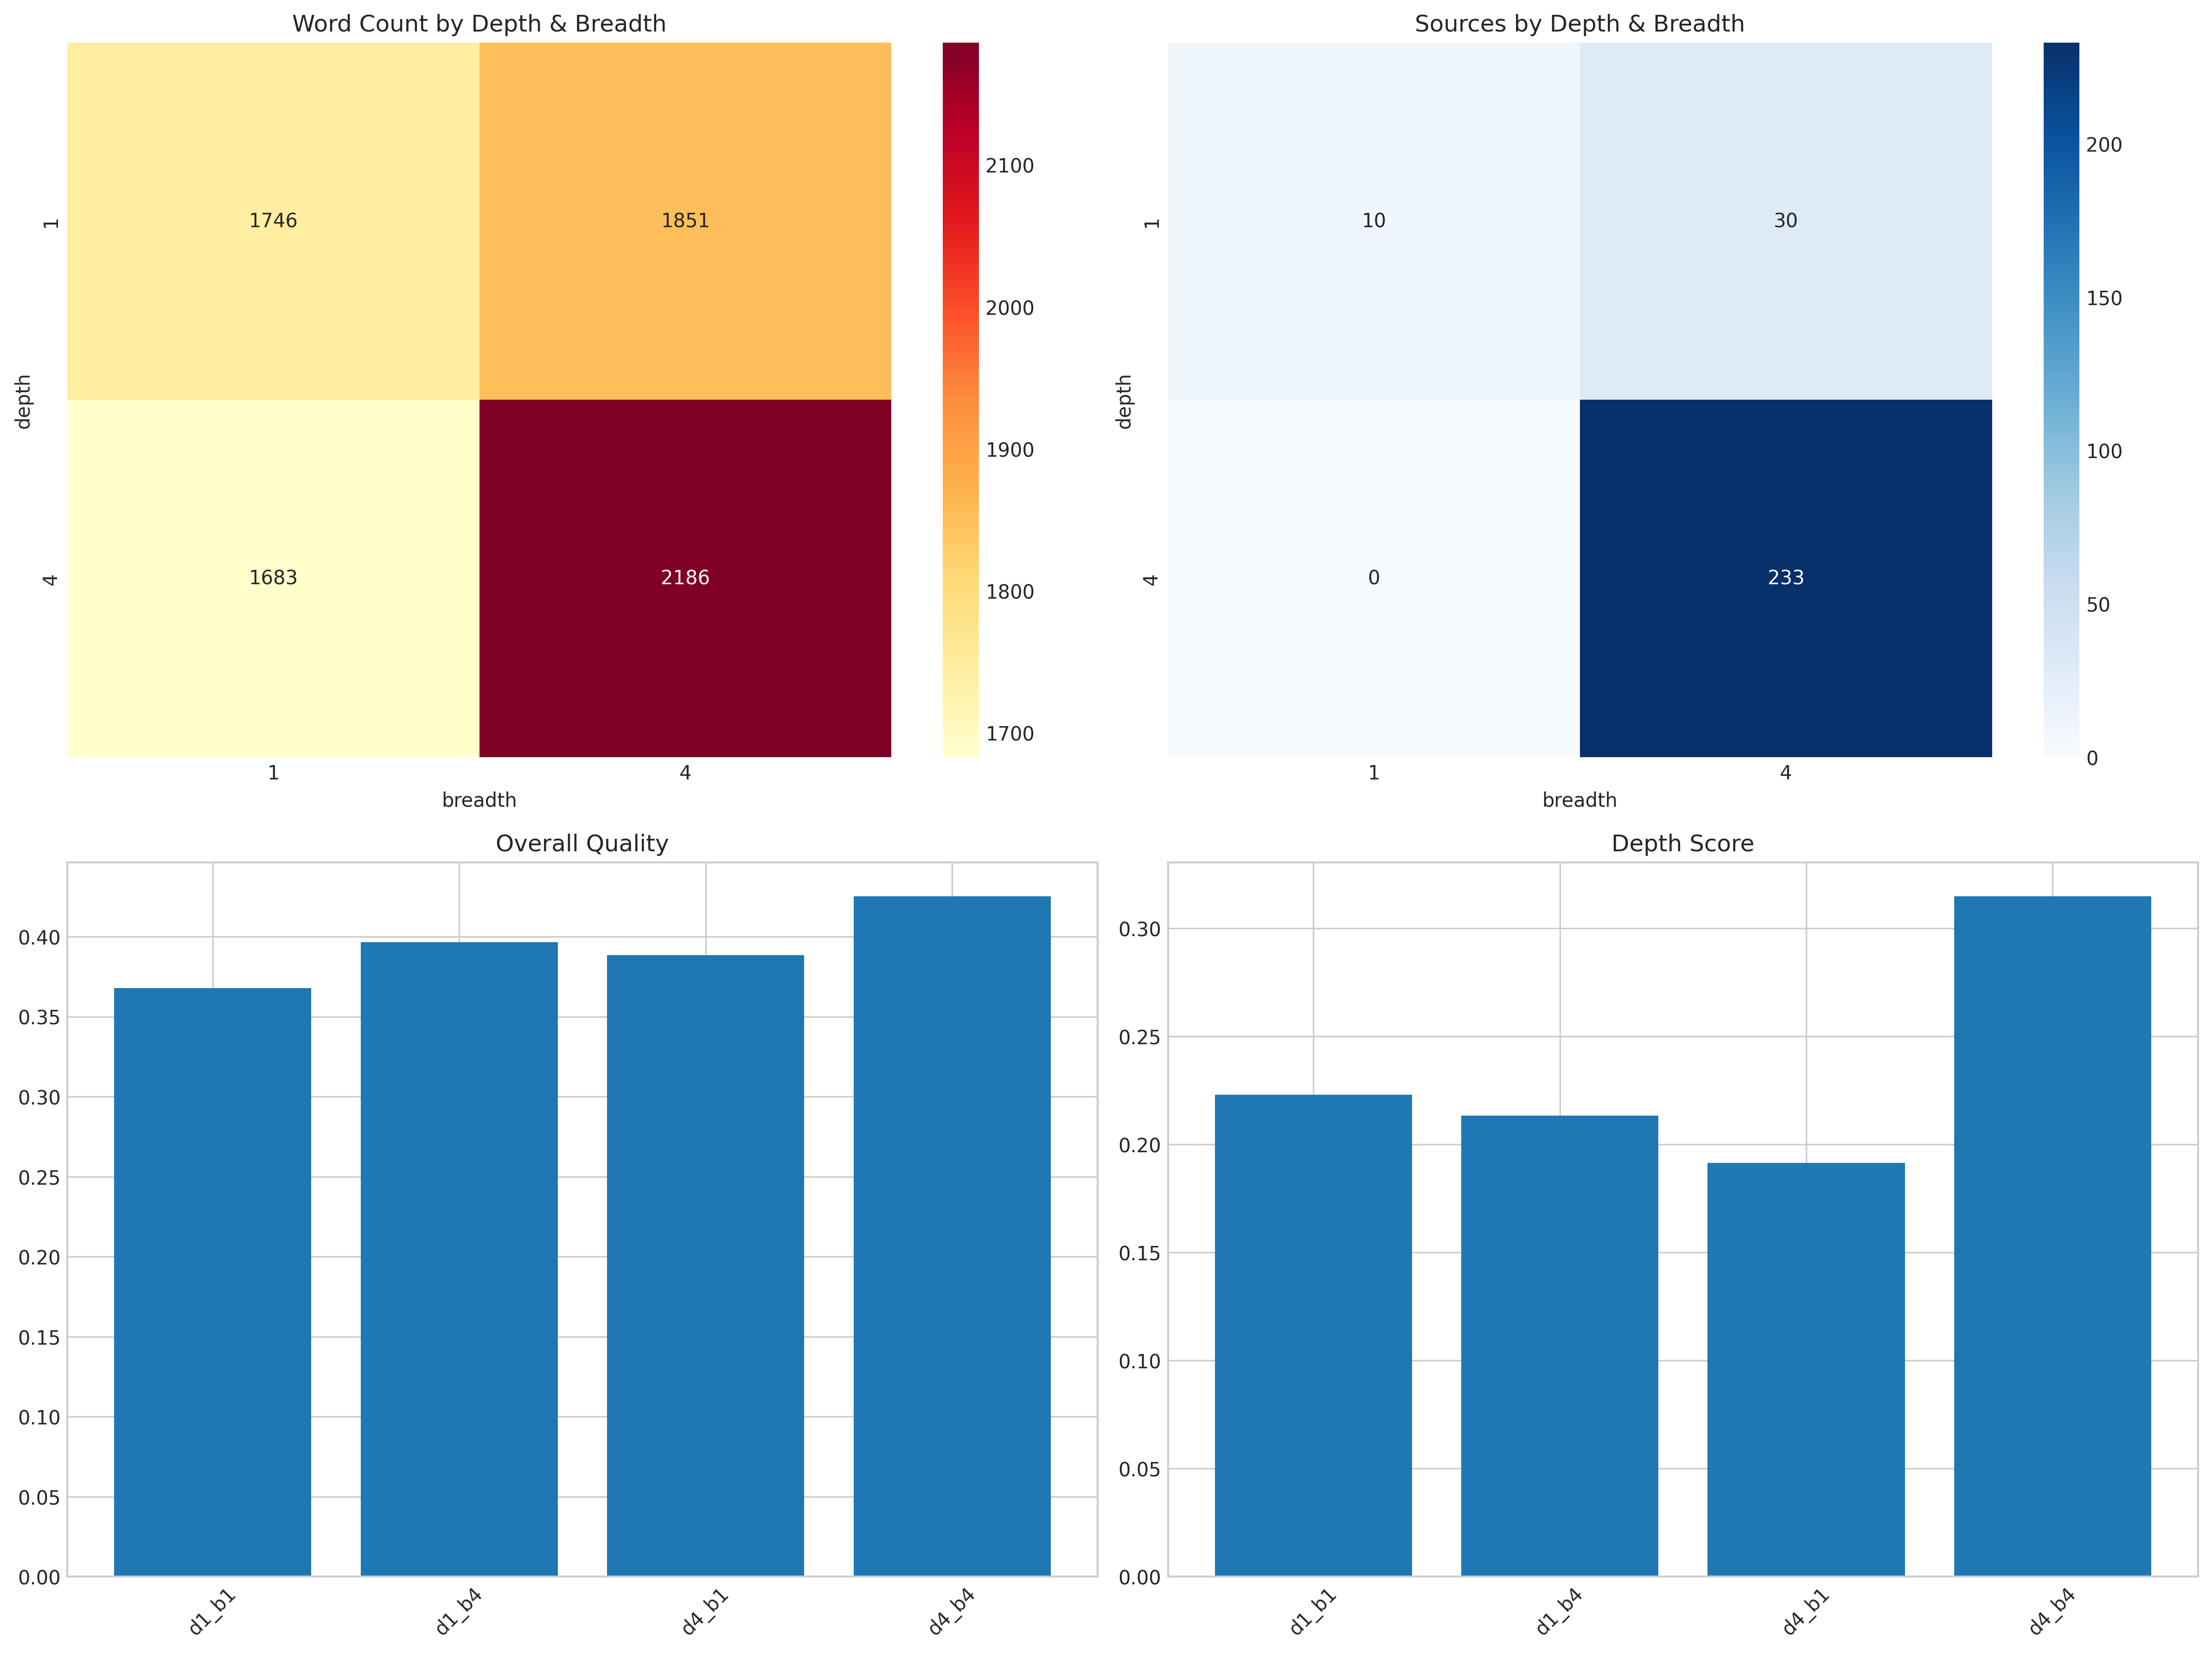 Word Count by Depth & Breadth
1746
1851
1683
2186
1
4
depth
1
4
breadth
2100
2000
1900
1800
1700
Sources by Depth & Breadth
10
30
0
233
1
4
depth
1
4
breadth
200
150
100
50
0
Overall Quality
0.40
0.35
0.30
0.25
0.20
0.15
0.10
0.05
0.00
d1_b1
d1_b4
d4_b1
d4_b4
Depth Score
0.30
0.25
0.20
0.15
0.10
0.05
0.00
d1_b1
d1_b4
d4_b1
d4_b4